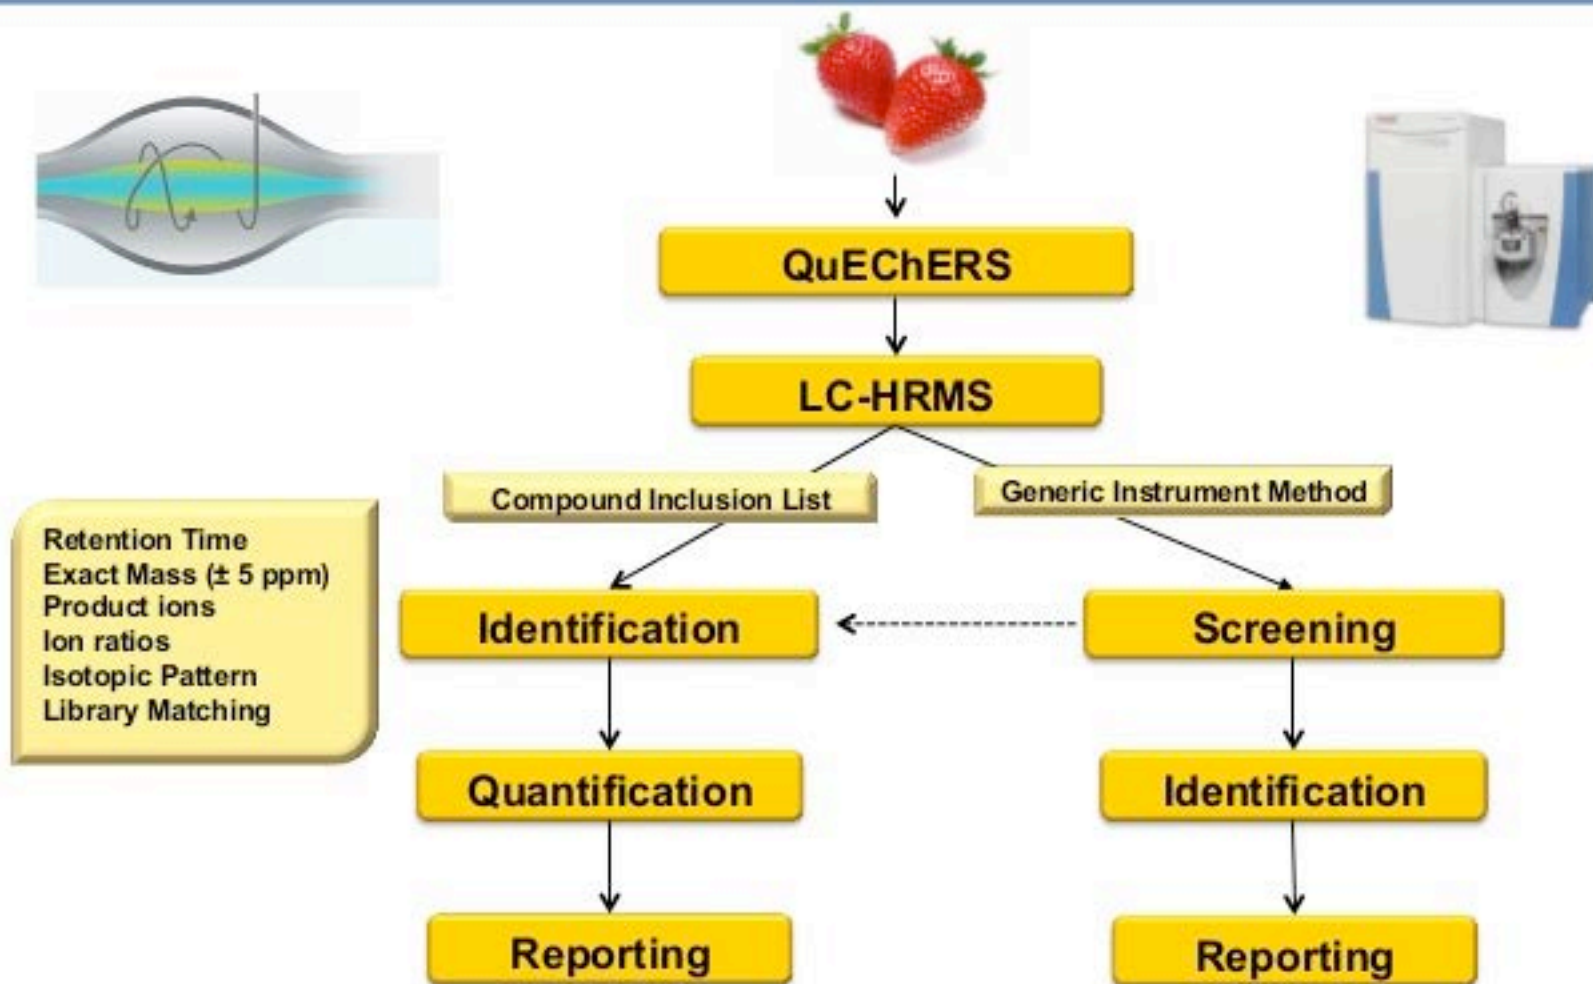 QuEChERS
LC-HRMS
Compound Inclusion List
Generic Instrument Method
Retention Time
Exact Mass (± 5 ppm)
Product ions
Ion ratios
Isotopic Pattern
Library Matching
Identification
Screening
Quantification
Identification
Reporting
Reporting